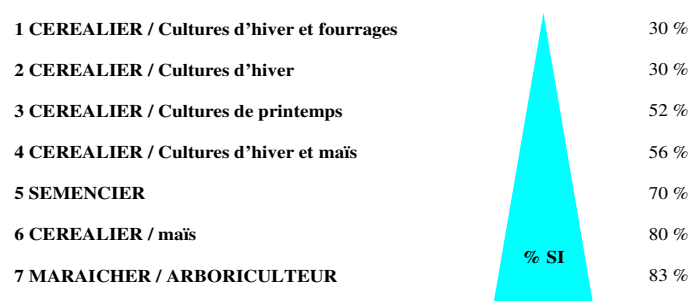 1 CEREALIER / Cultures d’hiver et fourrages 30 %
2 CEREALIER / Cultures d’hiver 30 %
3 CEREALIER / Cultures de printemps 52 %
4 CEREALIER / Cultures d’hiver et maïs 56 %
5 SEMENCIER 70 %
6 CEREALIER / maïs 80 %
% SI
7 MARAICHER / ARBORICULTEUR 83 %